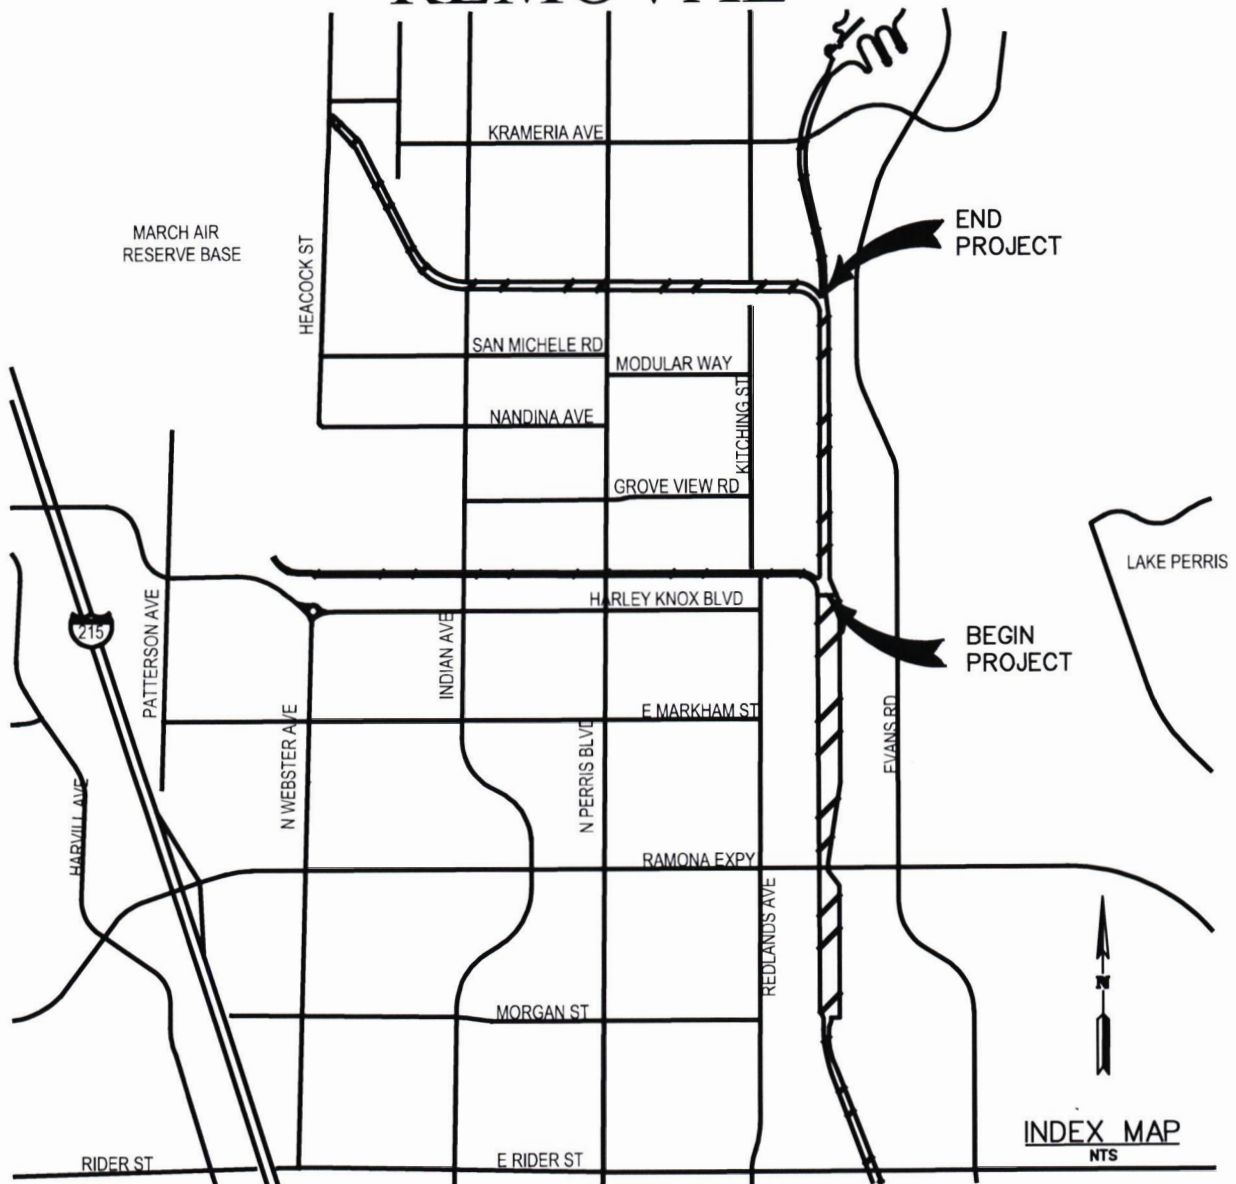 REMOVAL
KRAMERIA AVE
END
PROJECT
MARCH AIR
RESERVE BASE
HEACOCK ST
SAN MICHELE RD
MODULAR WAY
KITCHING ST
NANDINA AVE
GROVE VIEW RD
LAKE PERRIS
HARLEY KNOX BLVD
215
PATTERSON AVE
INDIAN AVE
BEGIN
PROJECT
E MARKHAM ST
N WEBSTER AVE
N PERRIS BLVD
EVANS RD
HARVILL AVE
RAMONA EXPY
REDLANDS AVE
N
MORGAN ST
INDEX MAP
NTS
RIDER ST
E RIDER ST